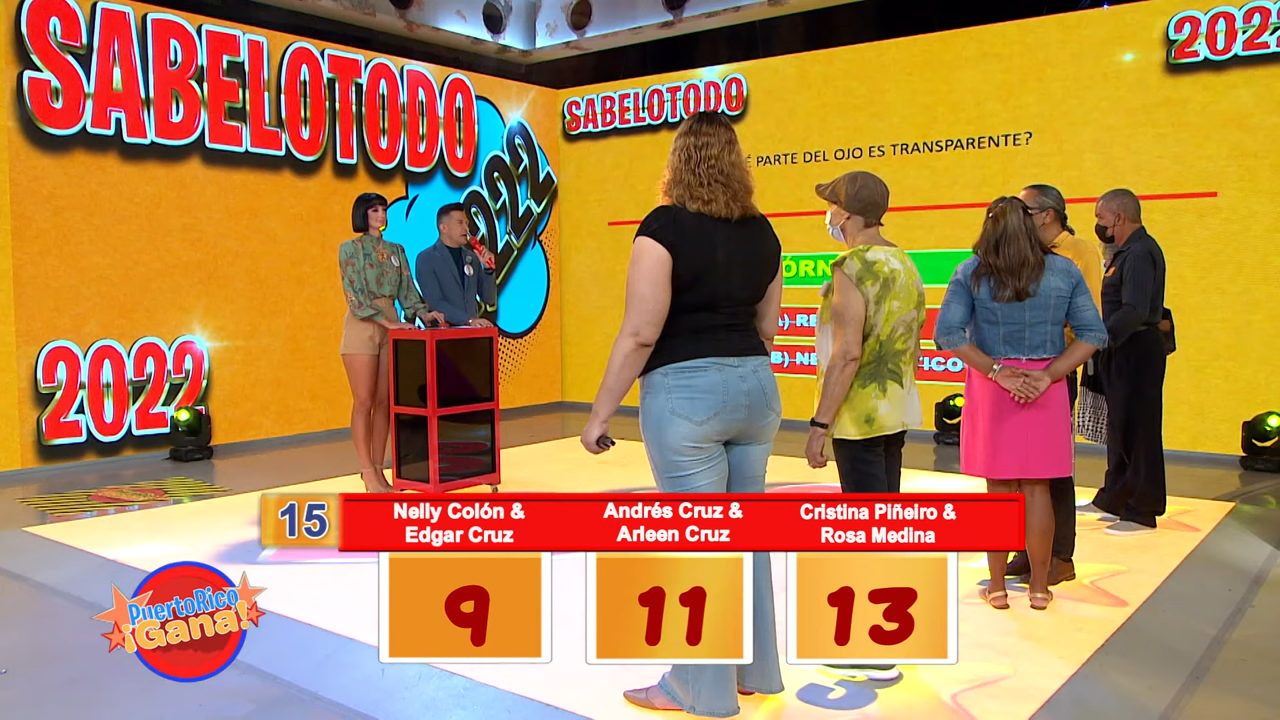 SABELOTODO
2022
2022
SABELOTODO
2022
PARTE DEL OJO ES TRANSPARENTE?
15
Nelly Colón &
Edgar Cruz
Andrés Cruz &
Arleen Cruz
Cristina Piñeiro &
Rosa Medina
9
11
13
PuertoRico
¡Gana!